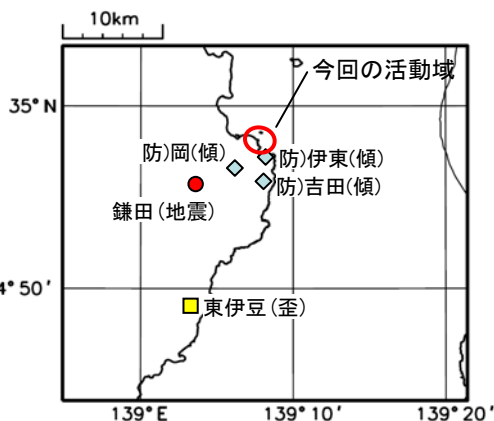 10km
今回の活動域
35°N
防)岡(傾)
防)伊東(傾)
防)吉田(傾)
鎌田(地震)
4°50'
東伊豆(歪)
139°E
139°10'
139°20'